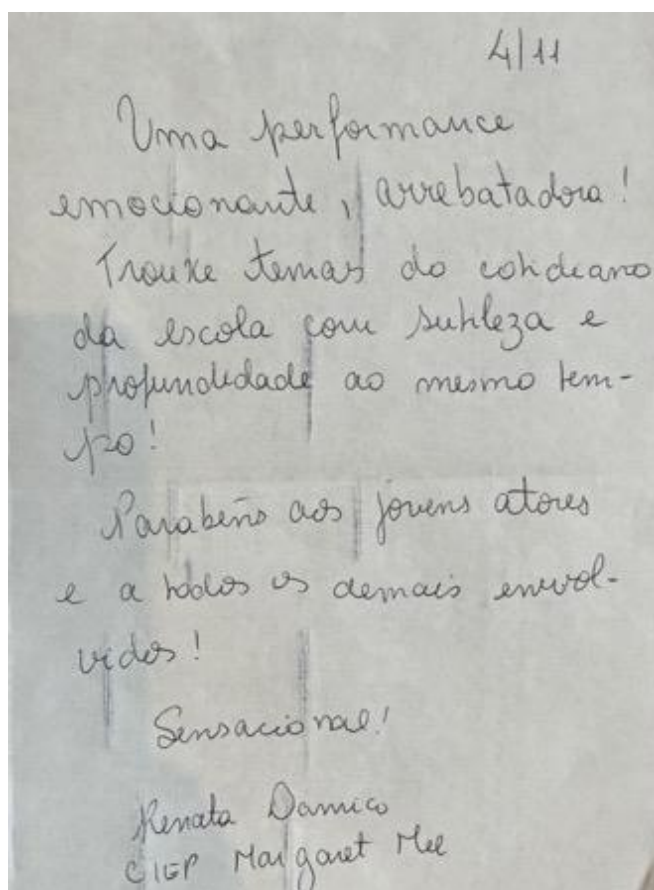 4/11
Uma performance
emocionante, arrebatadora!
Trouxe temas do cotidiano
da escola com sutileza e
profundidade ao mesmo tem-
po!
Parabéns aos jovens atores
e a todos os demais envol-
vidos!
Sensacional!
Renata Damico
CIEP Margaret Mee